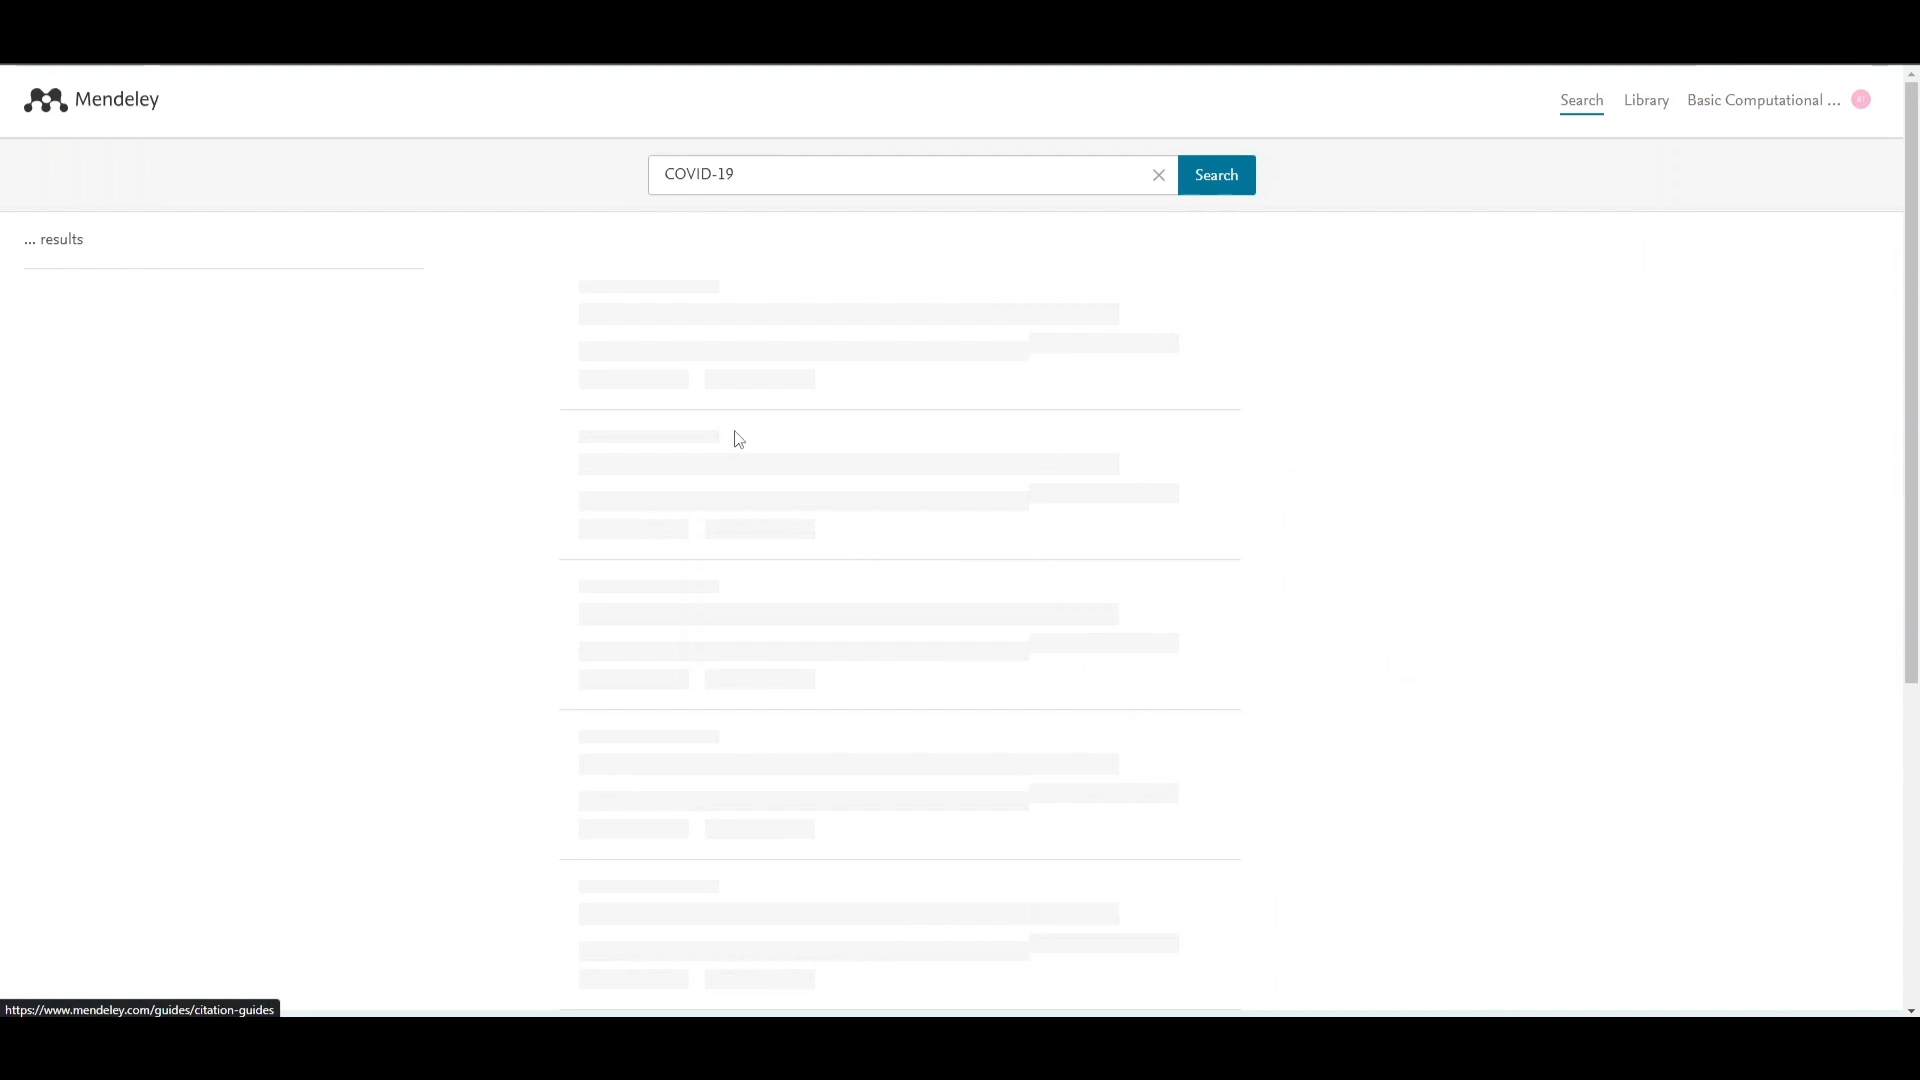 Mendeley
Search
Library
Basic Computational ...
COVID-19
Search
... results
https://www.mendeley.com/guides/citation-guides